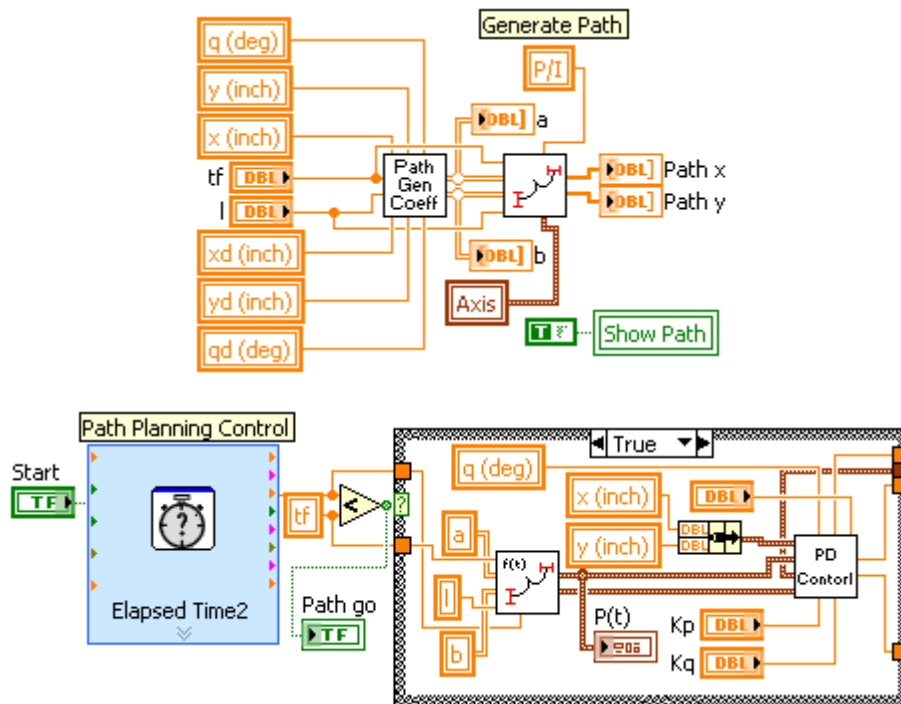 Generate Path
q (deg)
P/I
y (inch)
[DBL] a
x (inch)
tf DBL
Path
Gen
Coeff
DBL] Path x
l DBL
DBL] Path y
xd (inch)
[DBL] b
yd (inch)
Axis
T F
Show Path
qd (deg)
Path Planning Control
True
Start
TF
q (deg)
x (inch)
DBL
tf
<
?
a
y (inch)
DBL
DBL
f(t)
PD
Contorl
Elapsed Time2
Path go
TF
l
b
P(t)
Kp DBL
Kq DBL